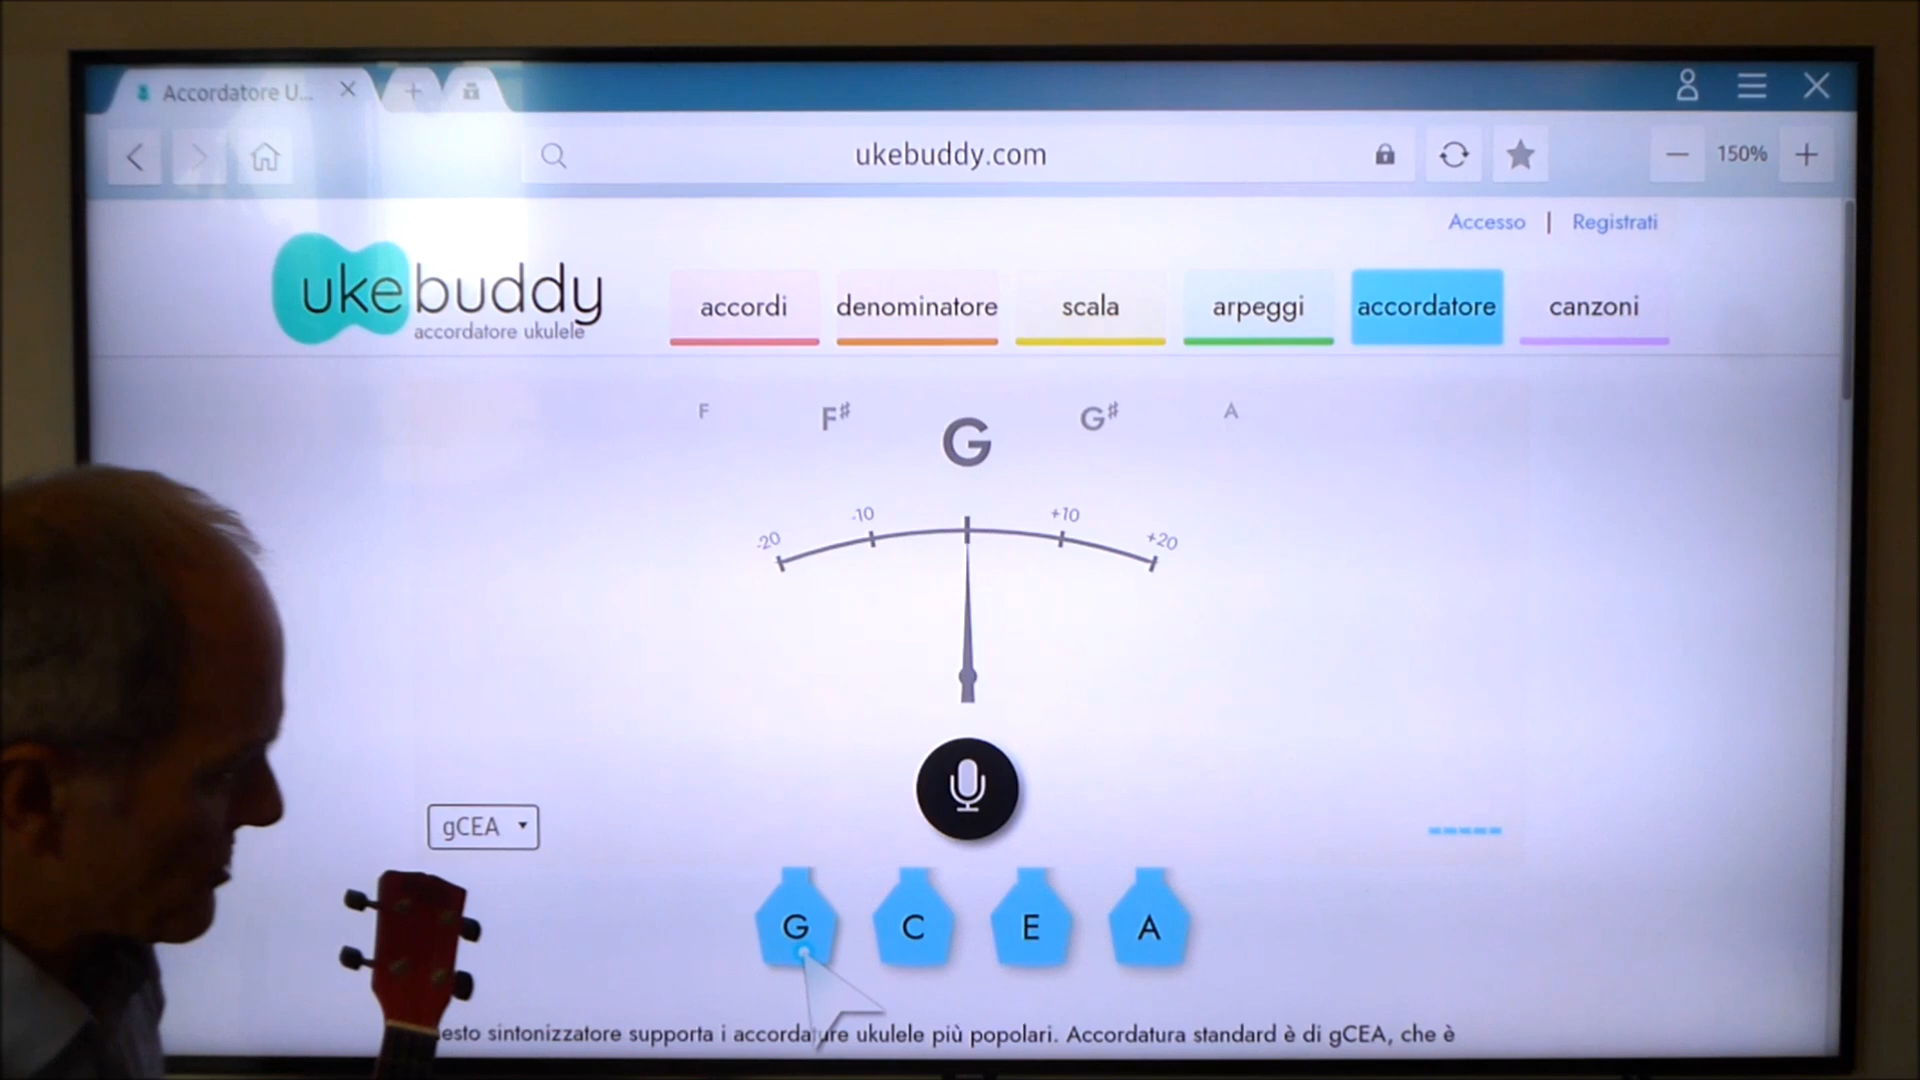 Accordatore U...
ukebuddy.com
150%
Accesso | Registrati
ukebuddy
accordatore ukulele
accordi
denominatore
scala
arpeggi
accordatore
canzoni
F F♯ G G♯ A
-20 -10 +10 +20
gCEA
G C E A
esto sintonizzatore supporta i accordature ukulele più popolari. Accordatura standard è di gCEA, che è